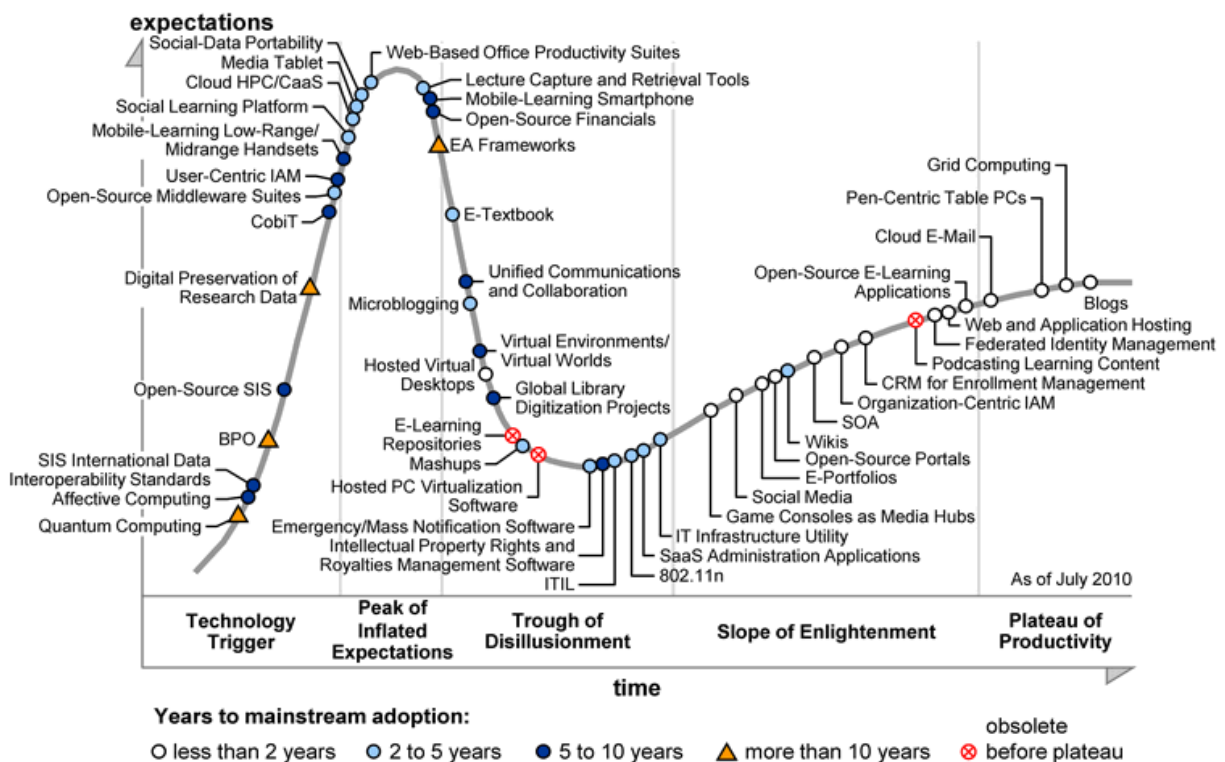 expectations
Social-Data Portability
Media Tablet
Cloud HPC/CaaS
Social Learning Platform
Mobile-Learning Low-Range/
Midrange Handsets
User-Centric IAM
Open-Source Middleware Suites
CobiT
Digital Preservation of
Research Data
Open-Source SIS
BPO
SIS International Data
Interoperability Standards
Affective Computing
Quantum Computing
Web-Based Office Productivity Suites
Lecture Capture and Retrieval Tools
Mobile-Learning Smartphone
Open-Source Financials
EA Frameworks
E-Textbook
Unified Communications
and Collaboration
Microblogging
Virtual Environments/
Virtual Worlds
Hosted Virtual
Desktops
Global Library
Digitization Projects
E-Learning
Repositories
Mashups
Hosted PC Virtualization
Software
Emergency/Mass Notification Software
Intellectual Property Rights and
Royalties Management Software
ITIL
802.11n
SaaS Administration Applications
IT Infrastructure Utility
Game Consoles as Media Hubs
Social Media
E-Portfolios
Open-Source Portals
Wikis
SOA
Organization-Centric IAM
CRM for Enrollment Management
Podcasting Learning Content
Federated Identity Management
Web and Application Hosting
Open-Source E-Learning
Applications
Cloud E-Mail
Pen-Centric Table PCs
Grid Computing
Blogs
As of July 2010
Technology
Trigger
Peak of
Inflated
Expectations
Trough of
Disillusionment
Slope of Enlightenment
Plateau of
Productivity
time
Years to mainstream adoption:
less than 2 years
2 to 5 years
5 to 10 years
more than 10 years
obsolete
before plateau